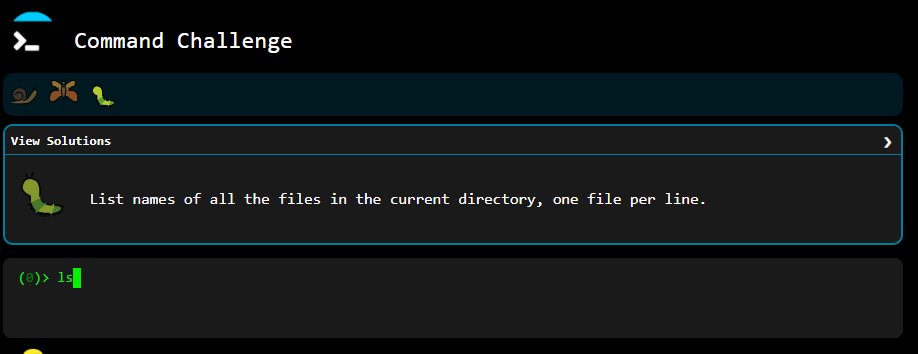 Command Challenge
View Solutions
List names of all the files in the current directory, one file per line.
(0)> ls